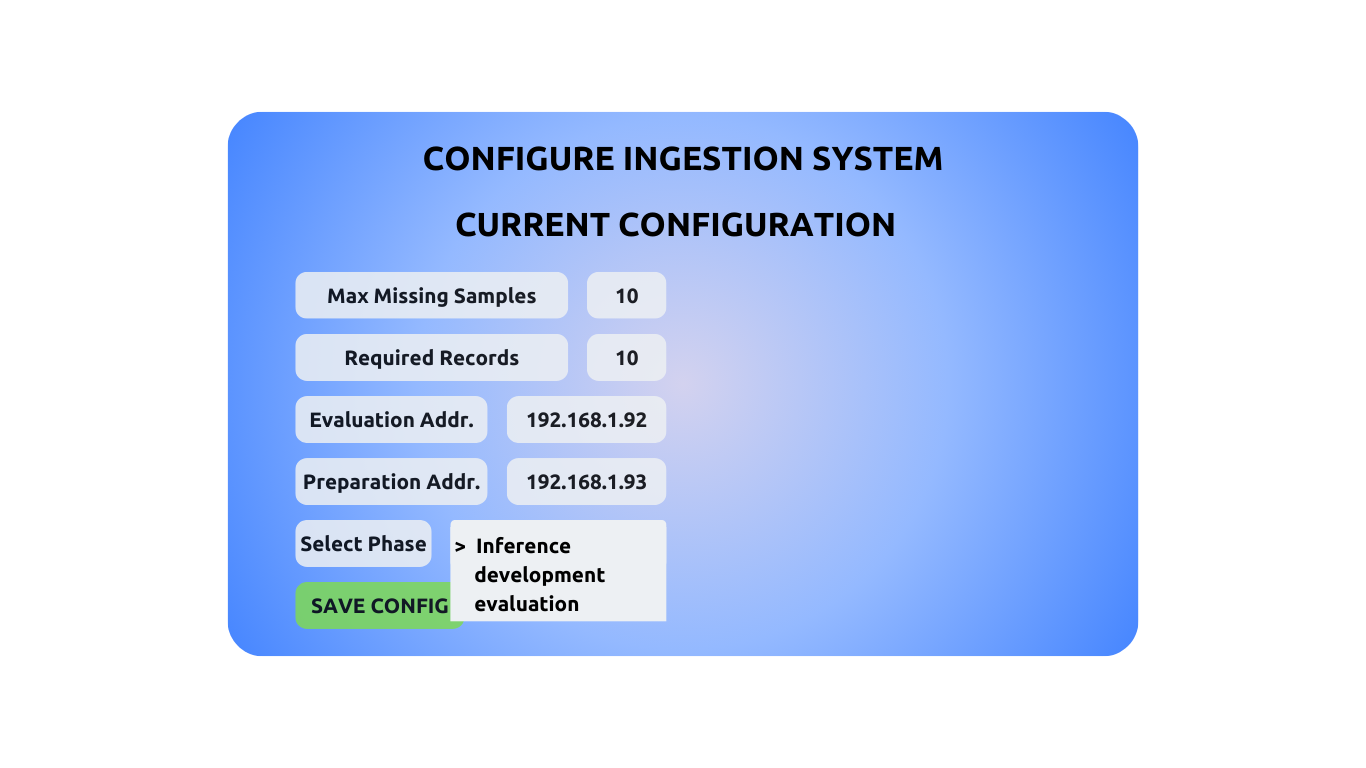 CONFIGURE INGESTION SYSTEM
CURRENT CONFIGURATION
Max Missing Samples 10
Required Records 10
Evaluation Addr. 192.168.1.92
Preparation Addr. 192.168.1.93
Select Phase > Inference
development
SAVE CONFIG evaluation